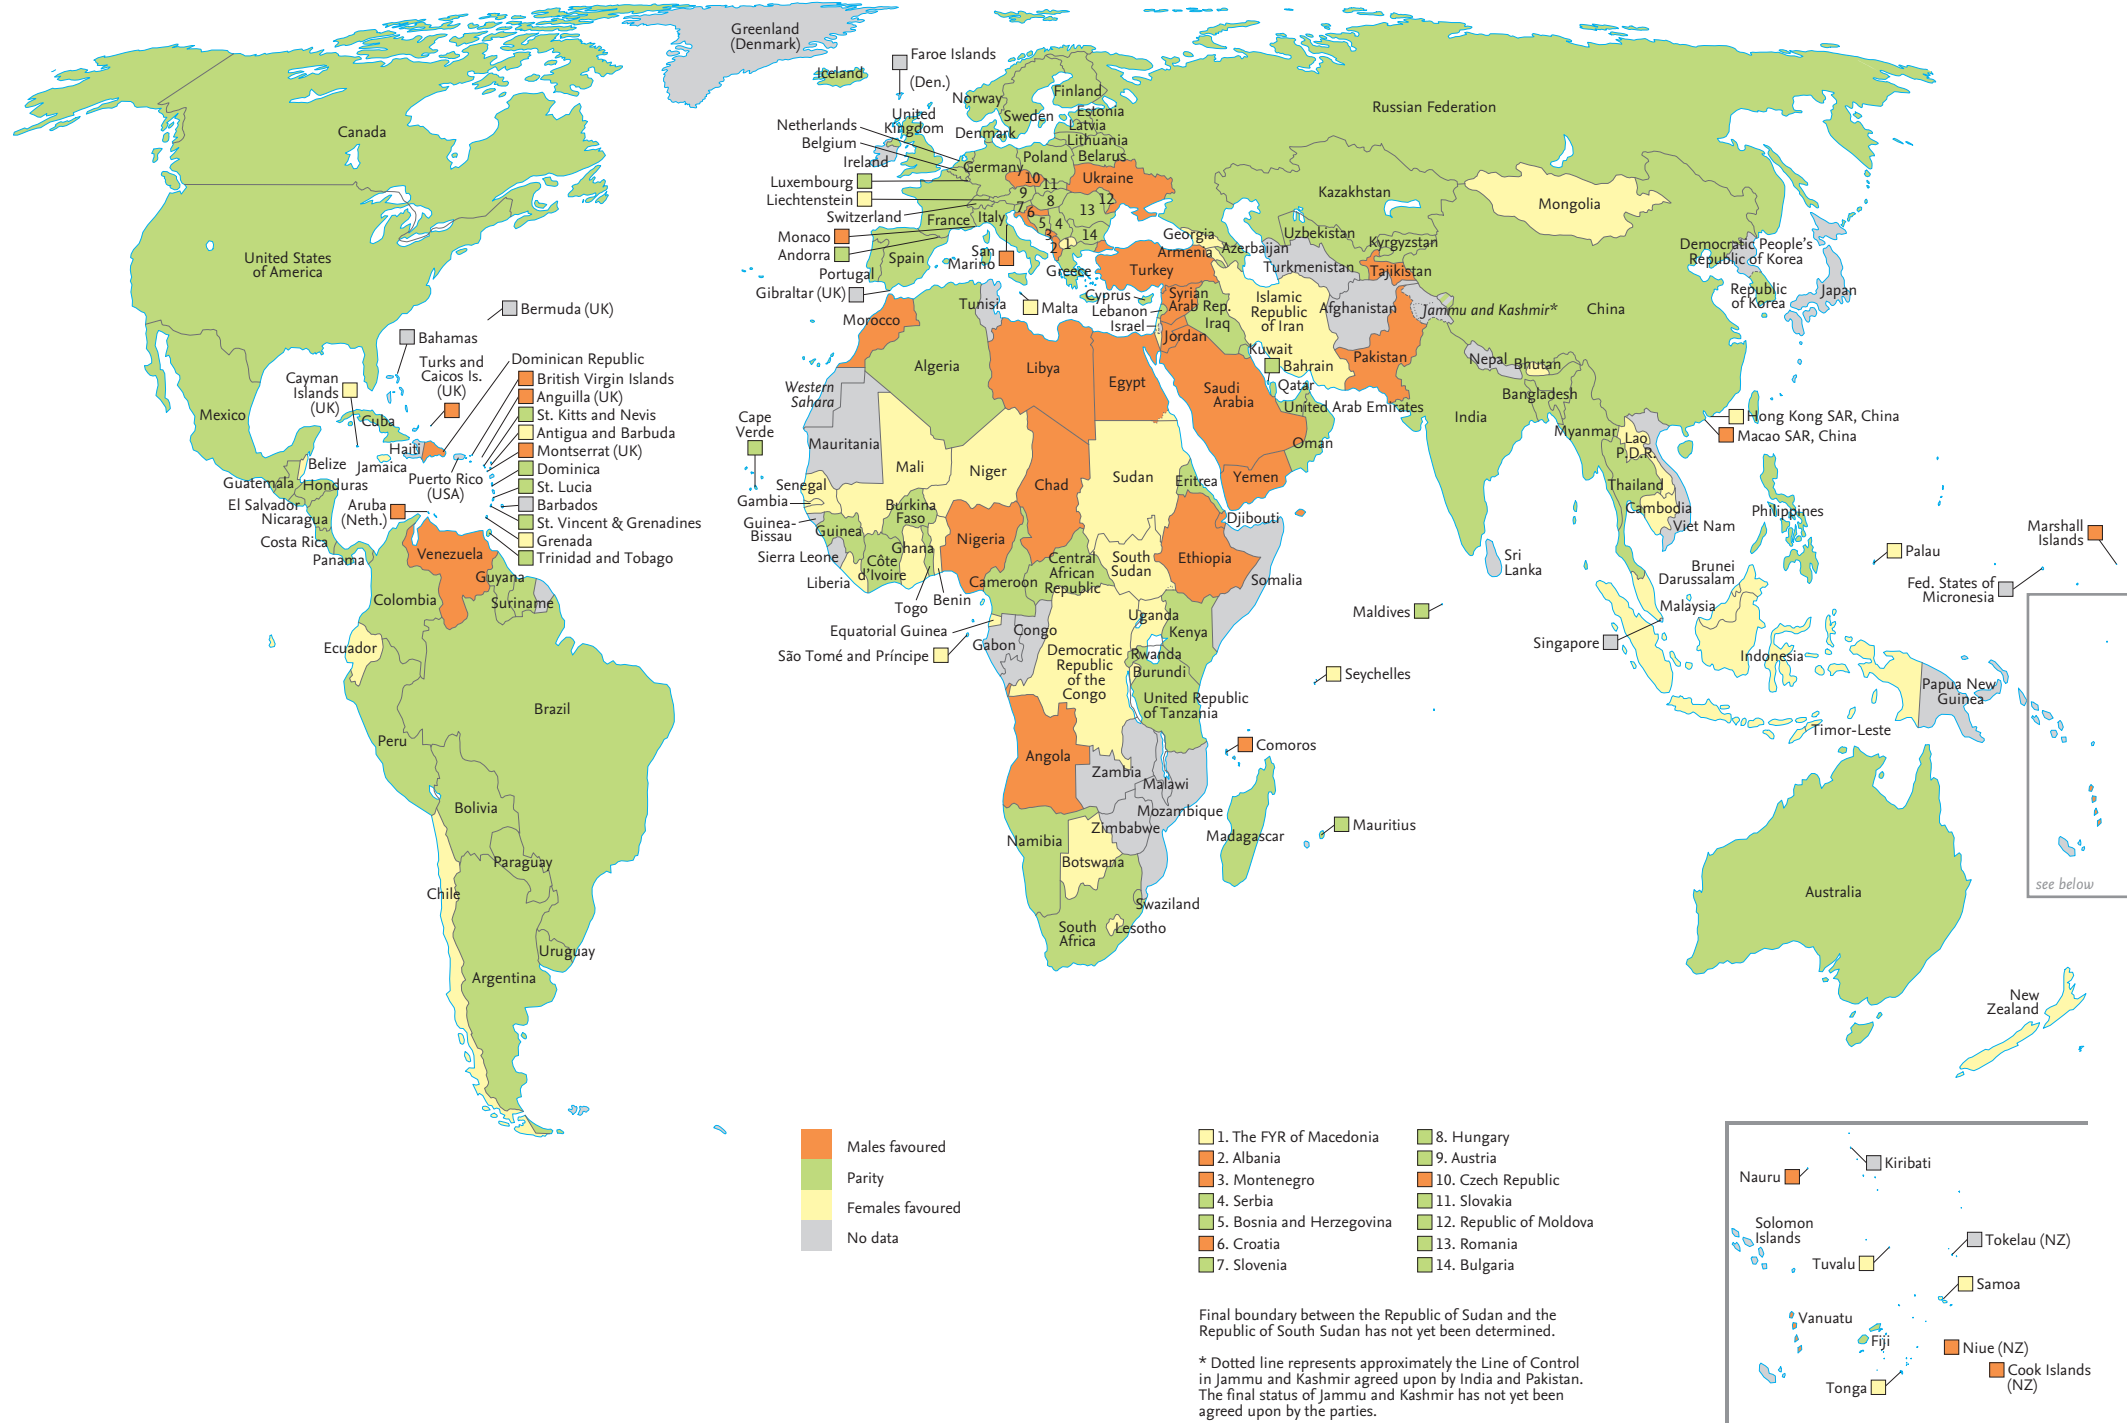 Greenland
(Denmark)
Faroe Islands
(Den.)
Iceland
Norway
Finland
Sweden
Estonia
Latvia
Lithuania
United
Kingdom
Denmark
Netherlands
Belgium
Ireland
Germany
Poland
Belarus
Luxembourg
Liechtenstein
Switzerland
France
Italy
Ukraine
Monaco
Andorra
Portugal
Spain
San
Marino
Greece
Gibraltar (UK)
10
11
9
8
12
7
6
13
5
4
3
14
2
1
Russian Federation
Canada
United States
of America
Kazakhstan
Mongolia
Georgia
Armenia
Azerbaijan
Uzbekistan
Kyrgyzstan
Turkmenistan
Tajikistan
Turkey
Democratic People's
Republic of Korea
Republic
of Korea
Japan
China
Jammu and Kashmir*
Afghanistan
Islamic
Republic
of Iran
Syrian
Arab Rep.
Iraq
Jordan
Cyprus
Lebanon
Israel
Tunisia
Malta
Morocco
Algeria
Libya
Egypt
Western
Sahara
Kuwait
Bahrain
Qatar
Saudi
Arabia
United Arab Emirates
Oman
Yemen
Pakistan
Nepal
Bhutan
Bangladesh
India
Myanmar
Lao
P.D.R.
Thailand
Cambodia
Viet Nam
Hong Kong SAR, China
Macao SAR, China
Philippines
Sri
Lanka
Maldives
Brunei
Darussalam
Malaysia
Singapore
Indonesia
Timor-Leste
Papua New
Guinea
Palau
Marshall
Islands
Fed. States of
Micronesia
see below
Australia
New
Zealand
Bermuda (UK)
Bahamas
Turks and
Caicos Is.
(UK)
Cayman
Islands
(UK)
Cuba
Dominican Republic
British Virgin Islands
Anguilla (UK)
St. Kitts and Nevis
Antigua and Barbuda
Montserrat (UK)
Dominica
St. Lucia
Barbados
St. Vincent & Grenadines
Grenada
Trinidad and Tobago
Mexico
Haiti
Jamaica
Belize
Puerto Rico
(USA)
Guatemala
Honduras
El Salvador
Nicaragua
Costa Rica
Panama
Aruba
(Neth.)
Venezuela
Guyana
Suriname
Colombia
Ecuador
Brazil
Peru
Bolivia
Paraguay
Chile
Uruguay
Argentina
Cape
Verde
Mauritania
Mali
Niger
Chad
Sudan
Eritrea
Djibouti
Senegal
Gambia
Guinea-
Bissau
Guinea
Sierra Leone
Liberia
Côte
d'Ivoire
Burkina
Faso
Ghana
Togo
Benin
Nigeria
Cameroon
Central
African
Republic
South
Sudan
Ethiopia
Somalia
Equatorial Guinea
São Tomé and Príncipe
Gabon
Congo
Democratic
Republic
of the
Congo
Uganda
Kenya
Rwanda
Burundi
United Republic
of Tanzania
Seychelles
Comoros
Angola
Zambia
Malawi
Mozambique
Zimbabwe
Madagascar
Mauritius
Namibia
Botswana
Swaziland
Lesotho
South
Africa
Males favoured
Parity
Females favoured
No data
1. The FYR of Macedonia
2. Albania
3. Montenegro
4. Serbia
5. Bosnia and Herzegovina
6. Croatia
7. Slovenia
8. Hungary
9. Austria
10. Czech Republic
11. Slovakia
12. Republic of Moldova
13. Romania
14. Bulgaria
Final boundary between the Republic of Sudan and the
Republic of South Sudan has not yet been determined.
* Dotted line represents approximately the Line of Control
in Jammu and Kashmir agreed upon by India and Pakistan.
The final status of Jammu and Kashmir has not yet been
agreed upon by the parties.
Nauru
Kiribati
Solomon
Islands
Tokelau (NZ)
Tuvalu
Samoa
Vanuatu
Fiji
Niue (NZ)
Cook Islands
(NZ)
Tonga